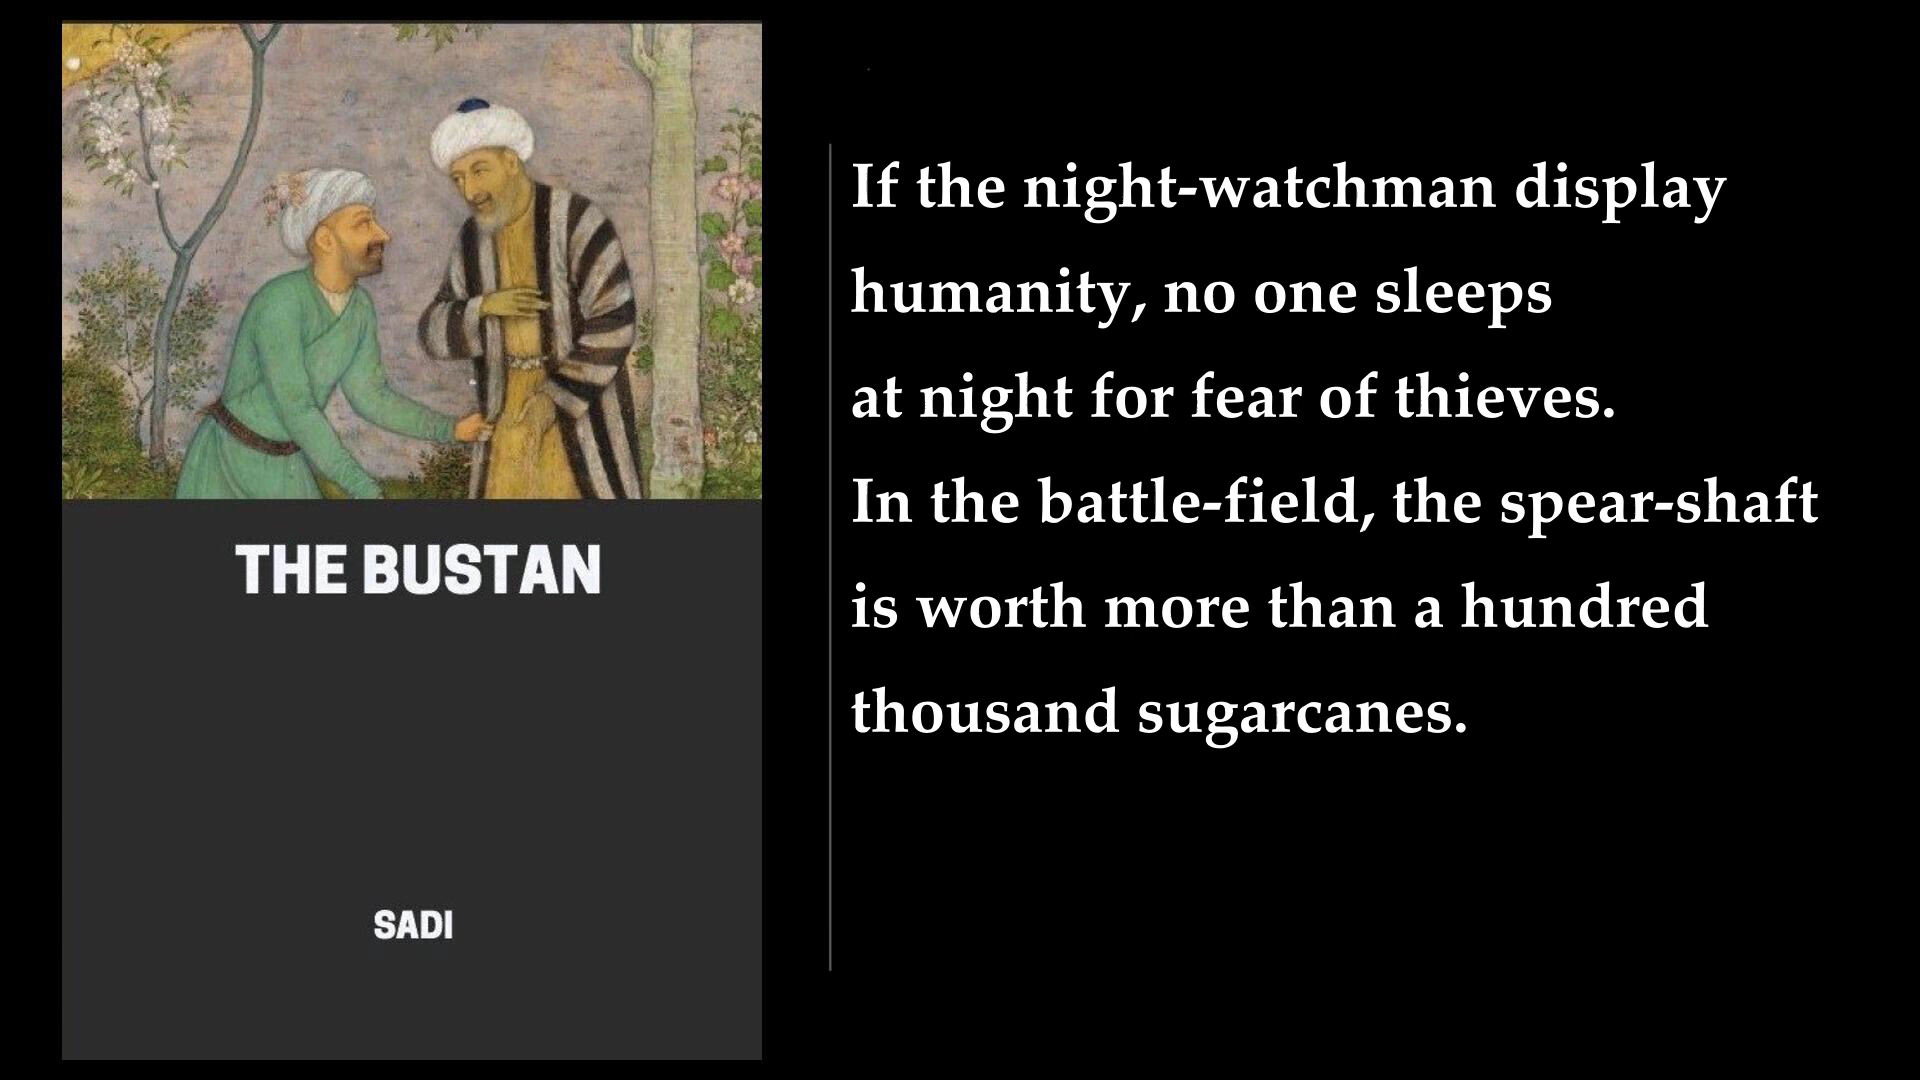 THE BUSTAN
SADI
If the night-watchman display
humanity, no one sleeps
at night for fear of thieves.
In the battle-field, the spear-shaft
is worth more than a hundred
thousand sugarcanes.